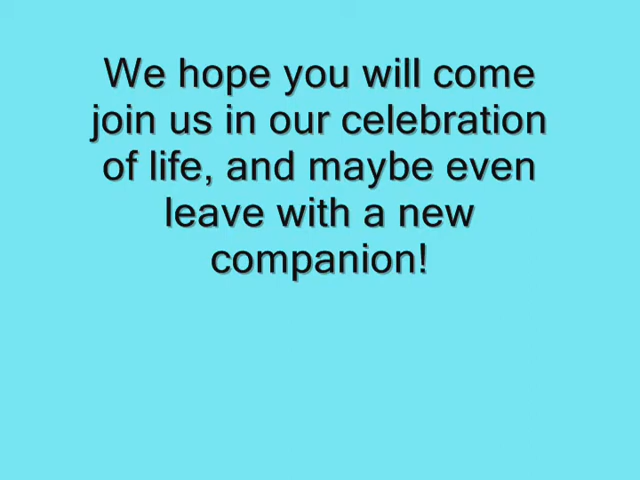 We hope you will come
join us in our celebration
of life, and maybe even
leave with a new
companion!